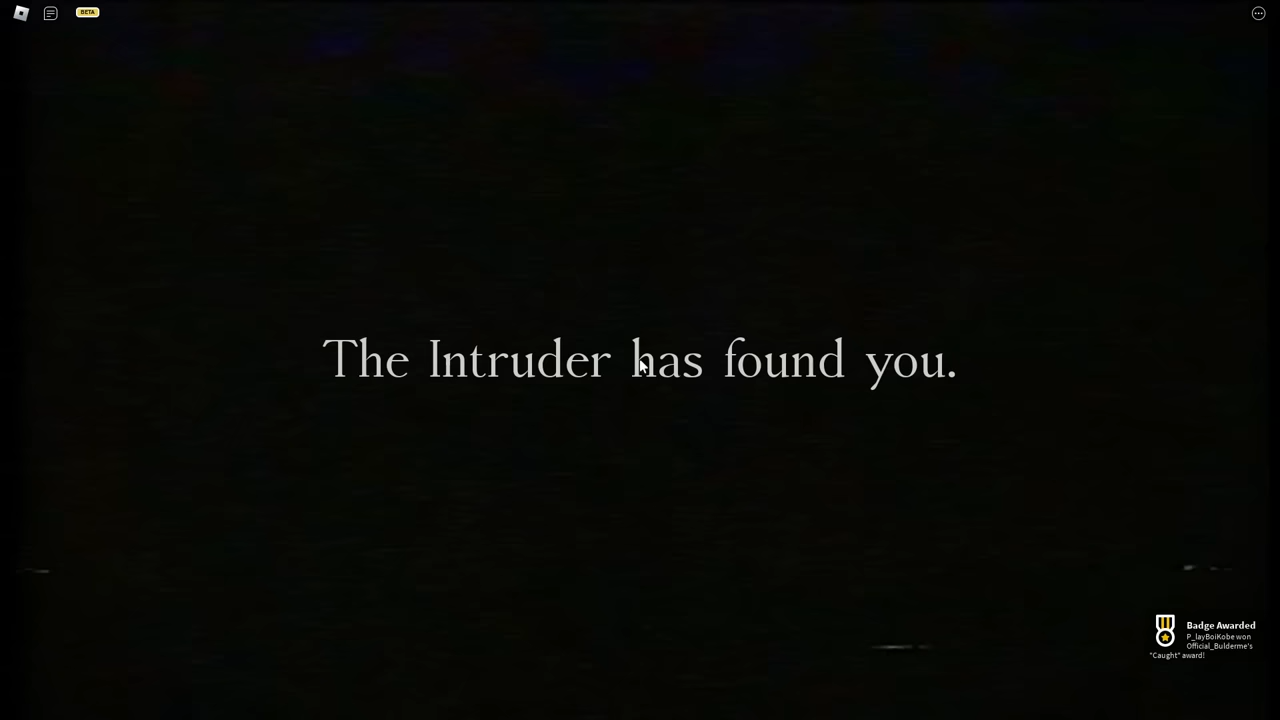 BETA
The Intruder has found you.
Badge Awarded
P_layBoiKobe won
Official_Bulderme's
"Caught" award!